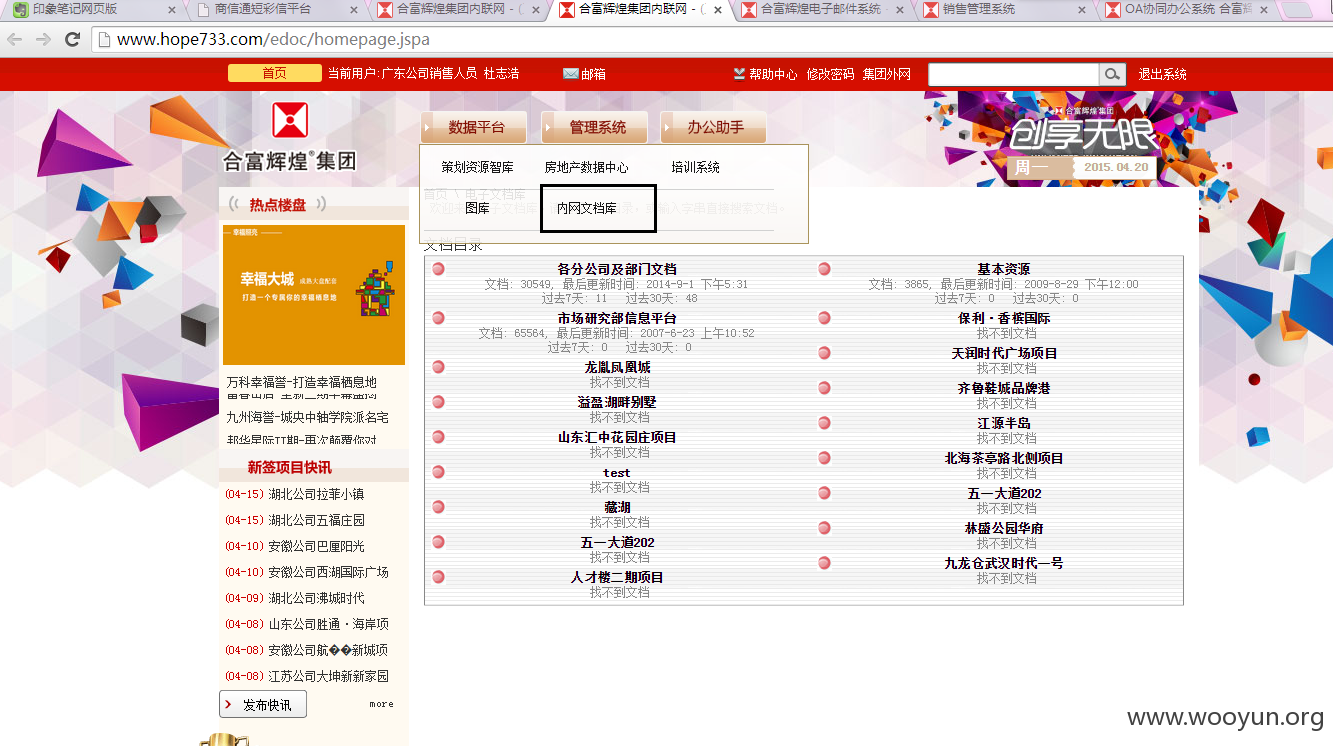 印象笔记网页版
商信通短彩信平台
合富辉煌集团内联网 - (
合富辉煌集团内联网 - (
合富辉煌电子邮件系统 -
销售管理系统
OA协同办公系统 合富
www.hope733.com/edoc/homepage.jspa
首页
当前用户:广东公司销售人员 杜志浩
邮箱
帮助中心 修改密码 集团外网
退出系统
合富辉煌®集团
数据平台
管理系统
办公助手
合富辉煌集团
创享无限
周一
2015.04.20
策划资源智库
房地产数据中心
培训系统
首页 \ 电子文档库
图库
内网文档库
文档目录
热点楼盘
幸福照亮
幸福大城 成熟大盘配套
打造一个专属你的幸福栖息地
万科幸福誉-打造幸福栖息地
九州海誉-城央中轴学院派名宅
邦华星际II期-再次颠覆你对
新签项目快讯
(04-15) 湖北公司拉菲小镇
(04-15) 湖北公司五福庄园
(04-10) 安徽公司巴厘阳光
(04-10) 安徽公司西湖国际广场
(04-09) 湖北公司沸城时代
(04-08) 山东公司胜通·海岸项
(04-08) 安徽公司航��新城项
(04-08) 江苏公司大坤新新家园
发布快讯
more
各分公司及部门文档
文档: 30549, 最后更新时间: 2014-9-1 下午5:31
过去7天: 11 过去30天: 48
市场研究部信息平台
文档: 65564, 最后更新时间: 2007-6-23 上午10:52
过去7天: 0 过去30天: 0
龙胤凤凰城
找不到文档
溢盈湖畔别墅
找不到文档
山东汇中花园庄项目
找不到文档
test
找不到文档
藏湖
找不到文档
五一大道202
找不到文档
人才楼二期项目
找不到文档
基本资源
文档: 3865, 最后更新时间: 2009-8-29 下午12:00
过去7天: 0 过去30天: 0
保利·香槟国际
找不到文档
天润时代广场项目
找不到文档
齐鲁鞋城品牌港
找不到文档
江源半岛
找不到文档
北海茶亭路北侧项目
找不到文档
五一大道202
找不到文档
林盛公园华府
找不到文档
九龙仓武汉时代一号
找不到文档
www.wooyun.org